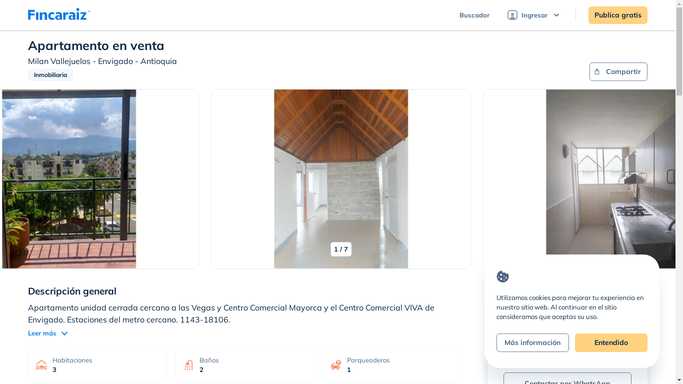 Fincaraiz
Buscador
Ingresar
Publica gratis
Apartamento en venta
Milan Vallejuelos - Envigado - Antioquia
Inmobiliaria
Compartir
1 / 7
Descripción general
Apartamento unidad cerrada cercano a las Vegas y Centro Comercial Mayorca y el Centro Comercial VIVA de
Envigado. Estaciones del metro cercano. 1143-18106.
Leer más
Habitaciones
3
Baños
2
Parqueaderos
1
Utilizamos cookies para mejorar tu experiencia en
nuestro sitio web. Al continuar en el sitio
consideramos que aceptas su uso.
Más información
Entendido
Contactar por WhatsApp